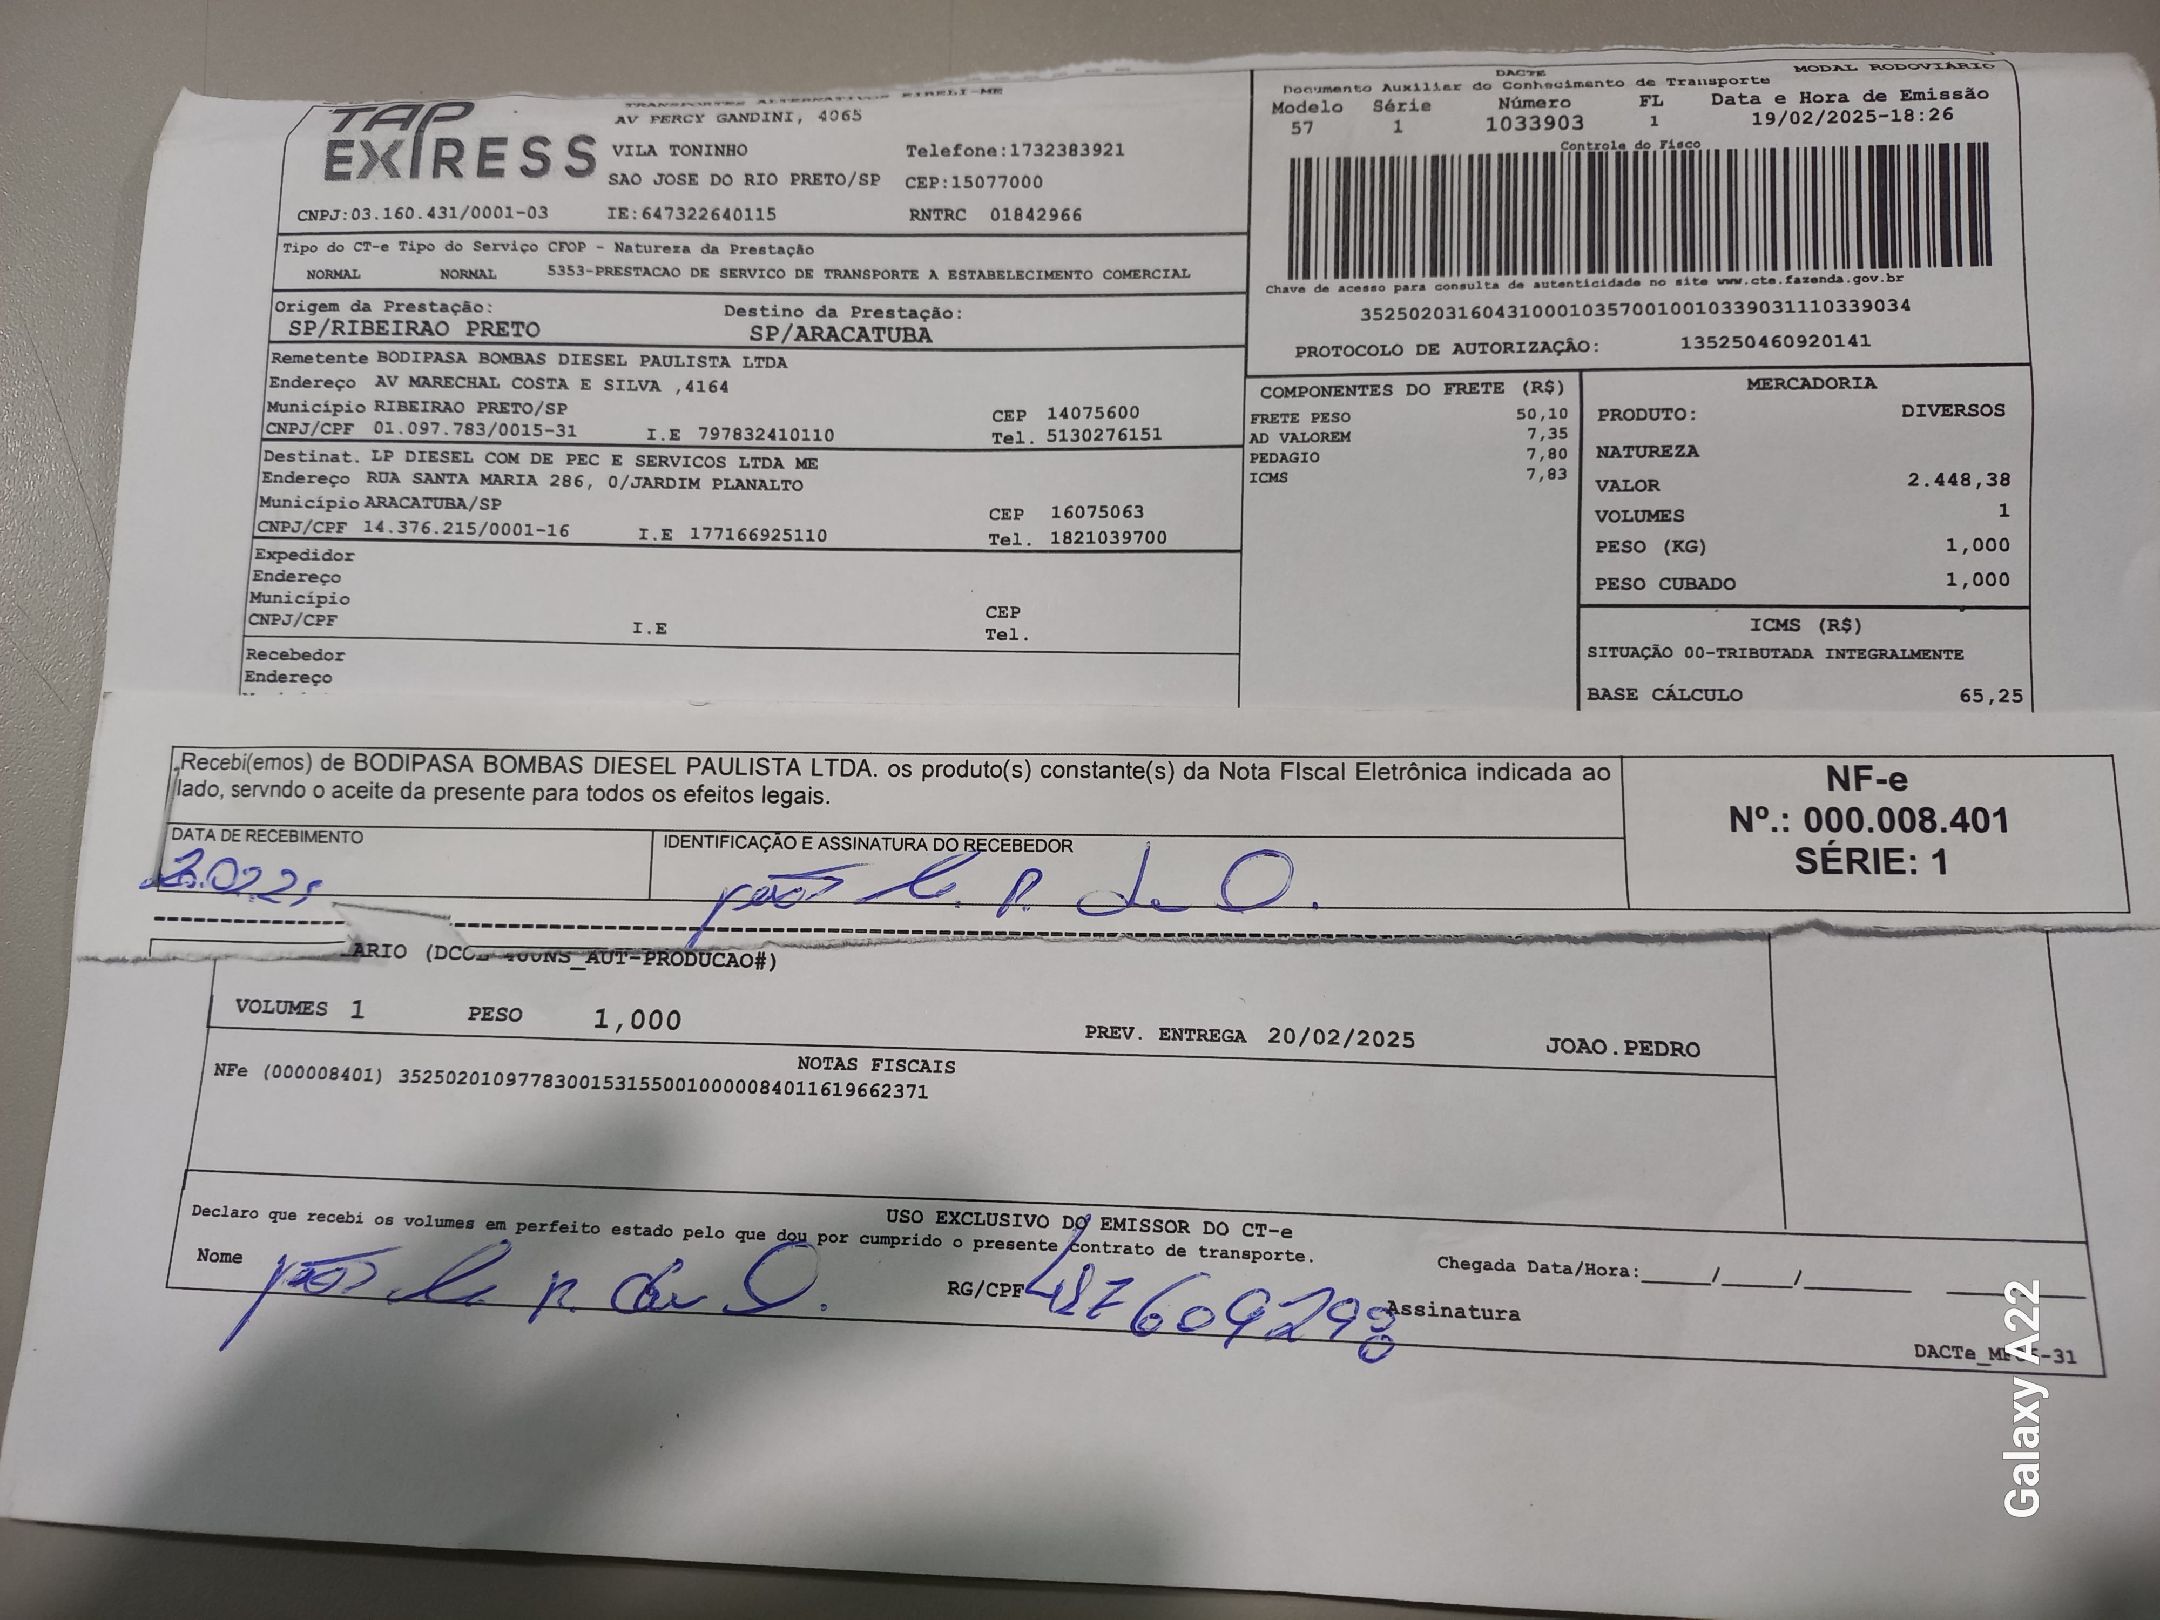 TAP EXPRESS
TRANSPORTES ALTERNATIVOS EIRELI-ME
AV PERCY GANDINI, 4065
VILA TONINHO Telefone:1732383921
SAO JOSE DO RIO PRETO/SP CEP:15077000
CNPJ:03.160.431/0001-03 IE:647322640115 RNTRC 01842966
Tipo do CT-e Tipo do Serviço CFOP - Natureza da Prestação
NORMAL NORMAL 5353-PRESTACAO DE SERVICO DE TRANSPORTE A ESTABELECIMENTO COMERCIAL
Origem da Prestação: Destino da Prestação:
SP/RIBEIRAO PRETO SP/ARACATUBA
Remetente BODIPASA BOMBAS DIESEL PAULISTA LTDA
Endereço AV MARECHAL COSTA E SILVA ,4164
Município RIBEIRAO PRETO/SP CEP 14075600
CNPJ/CPF 01.097.783/0015-31 I.E 797832410110 Tel. 5130276151
Destinat. LP DIESEL COM DE PEC E SERVICOS LTDA ME
Endereço RUA SANTA MARIA 286, 0/JARDIM PLANALTO
Município ARACATUBA/SP CEP 16075063
CNPJ/CPF 14.376.215/0001-16 I.E 177166925110 Tel. 1821039700
Expedidor
Endereço
Município CEP
CNPJ/CPF I.E Tel.
Recebedor
Endereço
DACTE MODAL RODOVIÁRIO
Documento Auxiliar do Conhecimento de Transporte
Modelo Série Número FL Data e Hora de Emissão
57 1 1033903 1 19/02/2025-18:26
Controle do Fisco
Chave de acesso para consulta de autenticidade no site www.cte.fazenda.gov.br
35250203160431000103570010010339031110339034
PROTOCOLO DE AUTORIZAÇÃO: 135250460920141
COMPONENTES DO FRETE (R$)
FRETE PESO 50,10
AD VALOREM 7,35
PEDAGIO 7,80
ICMS 7,83
MERCADORIA
PRODUTO: DIVERSOS
NATUREZA
VALOR 2.448,38
VOLUMES 1
PESO (KG) 1,000
PESO CUBADO 1,000
ICMS (R$)
SITUAÇÃO 00-TRIBUTADA INTEGRALMENTE
BASE CÁLCULO 65,25
Recebi(emos) de BODIPASA BOMBAS DIESEL PAULISTA LTDA. os produto(s) constante(s) da Nota FIscal Eletrônica indicada ao
lado, servndo o aceite da presente para todos os efeitos legais.
DATA DE RECEBIMENTO IDENTIFICAÇÃO E ASSINATURA DO RECEBEDOR
P. de O.
NF-e
Nº.: 000.008.401
SÉRIE: 1
ARIO 400NS_AUT-PRODUCAO#)
VOLUMES 1 PESO 1,000 PREV. ENTREGA 20/02/2025 JOAO.PEDRO
NOTAS FISCAIS
NFe (000008401) 35250201097783001531550010000084011619662371
USO EXCLUSIVO DO EMISSOR DO CT-e
Declaro que recebi os volumes em perfeito estado pelo que dou por cumprido o presente contrato de transporte.
Nome P. de O. RG/CPF 487609298 Assinatura
Chegada Data/Hora:_____/_____/_______
DACTe_
-31
Galaxy A22